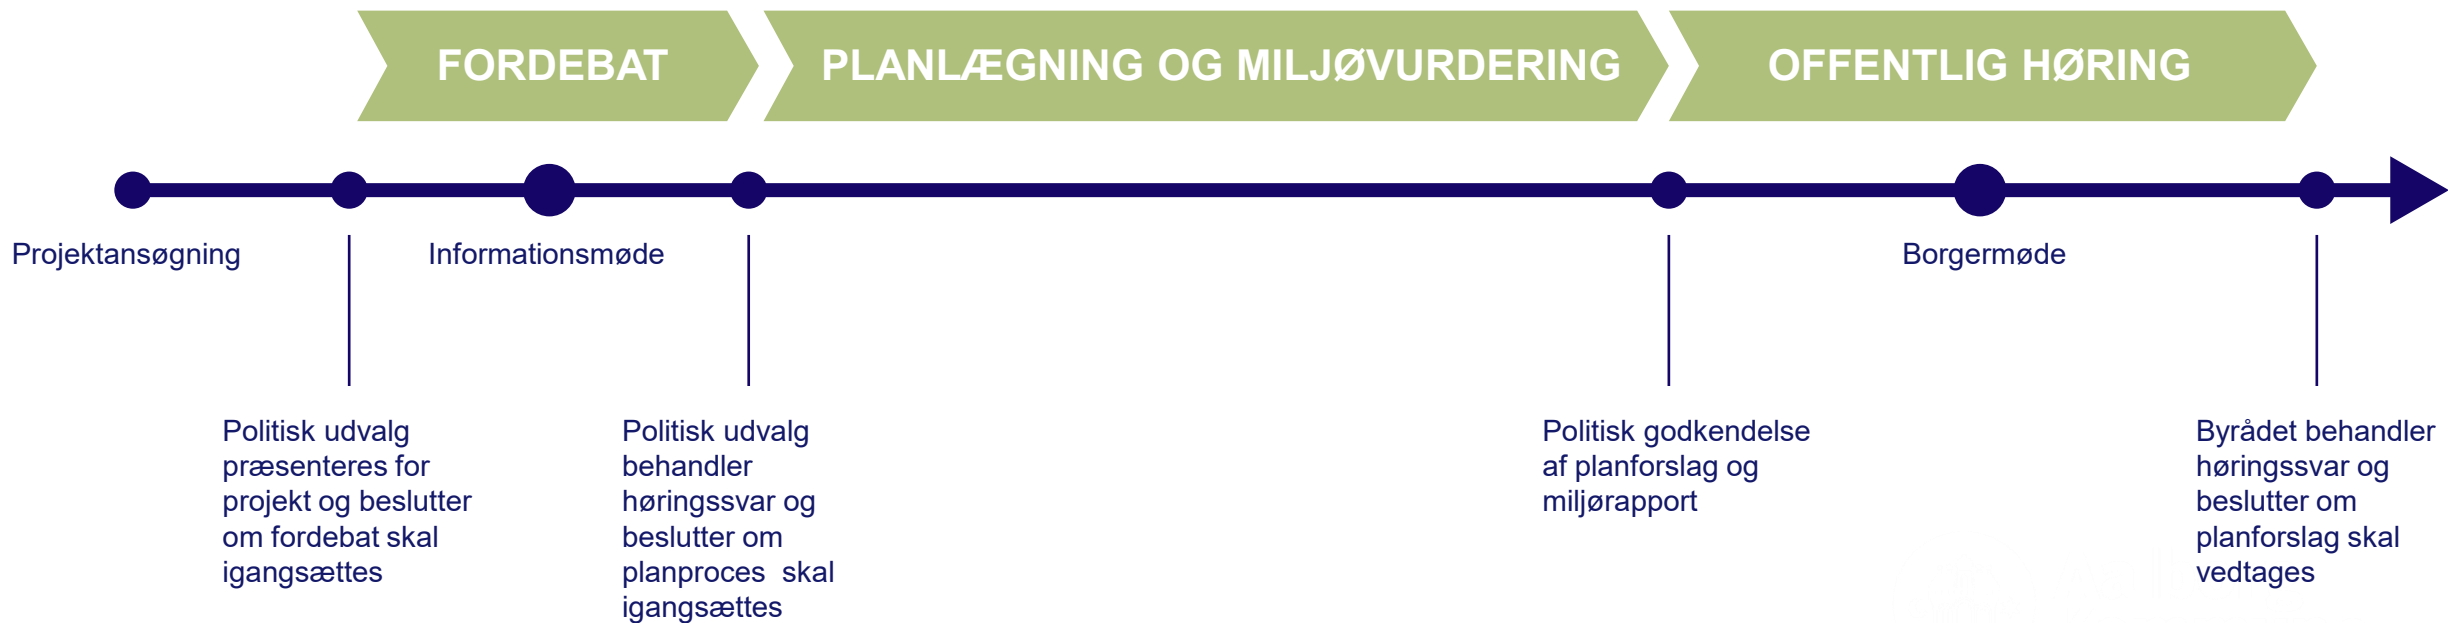 FORDEBAT
PLANLÆGNING OG MILJØVURDERING
OFFENTLIG HØRING
Projektansøgning
Informationsmøde
Borgermøde
Politisk udvalg
præsenteres for
projekt og beslutter
om fordebat skal
igangsættes
Politisk udvalg
behandler
høringssvar og
beslutter om
planproces  skal
igangsættes
Politisk godkendelse
af planforslag og
miljørapport
Byrådet behandler
høringssvar og
beslutter om
planforslag skal
vedtages